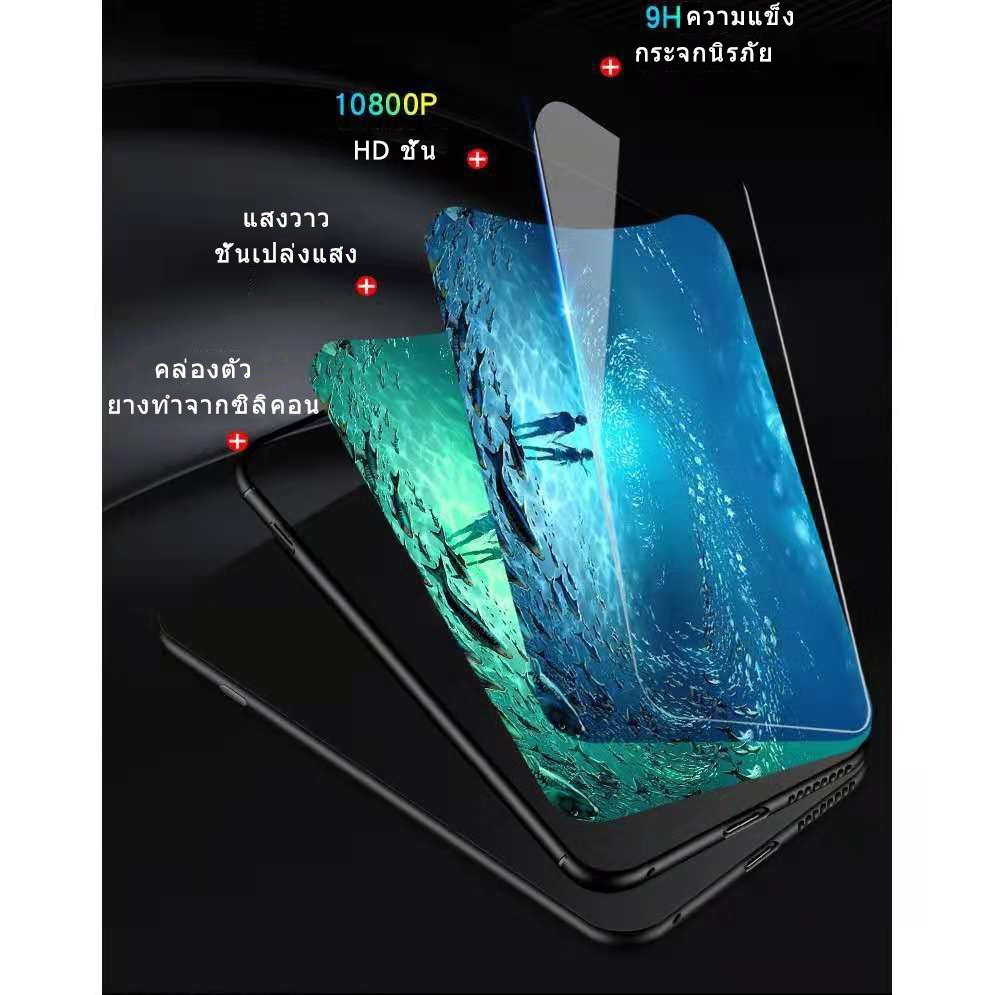 9H ความแข็ง
กระจกนิรภัย
10800P
HD ชั้น
แสงวาว
ชั้นเปล่งแสง
คล่องตัว
ยางทำจากซิลิคอน